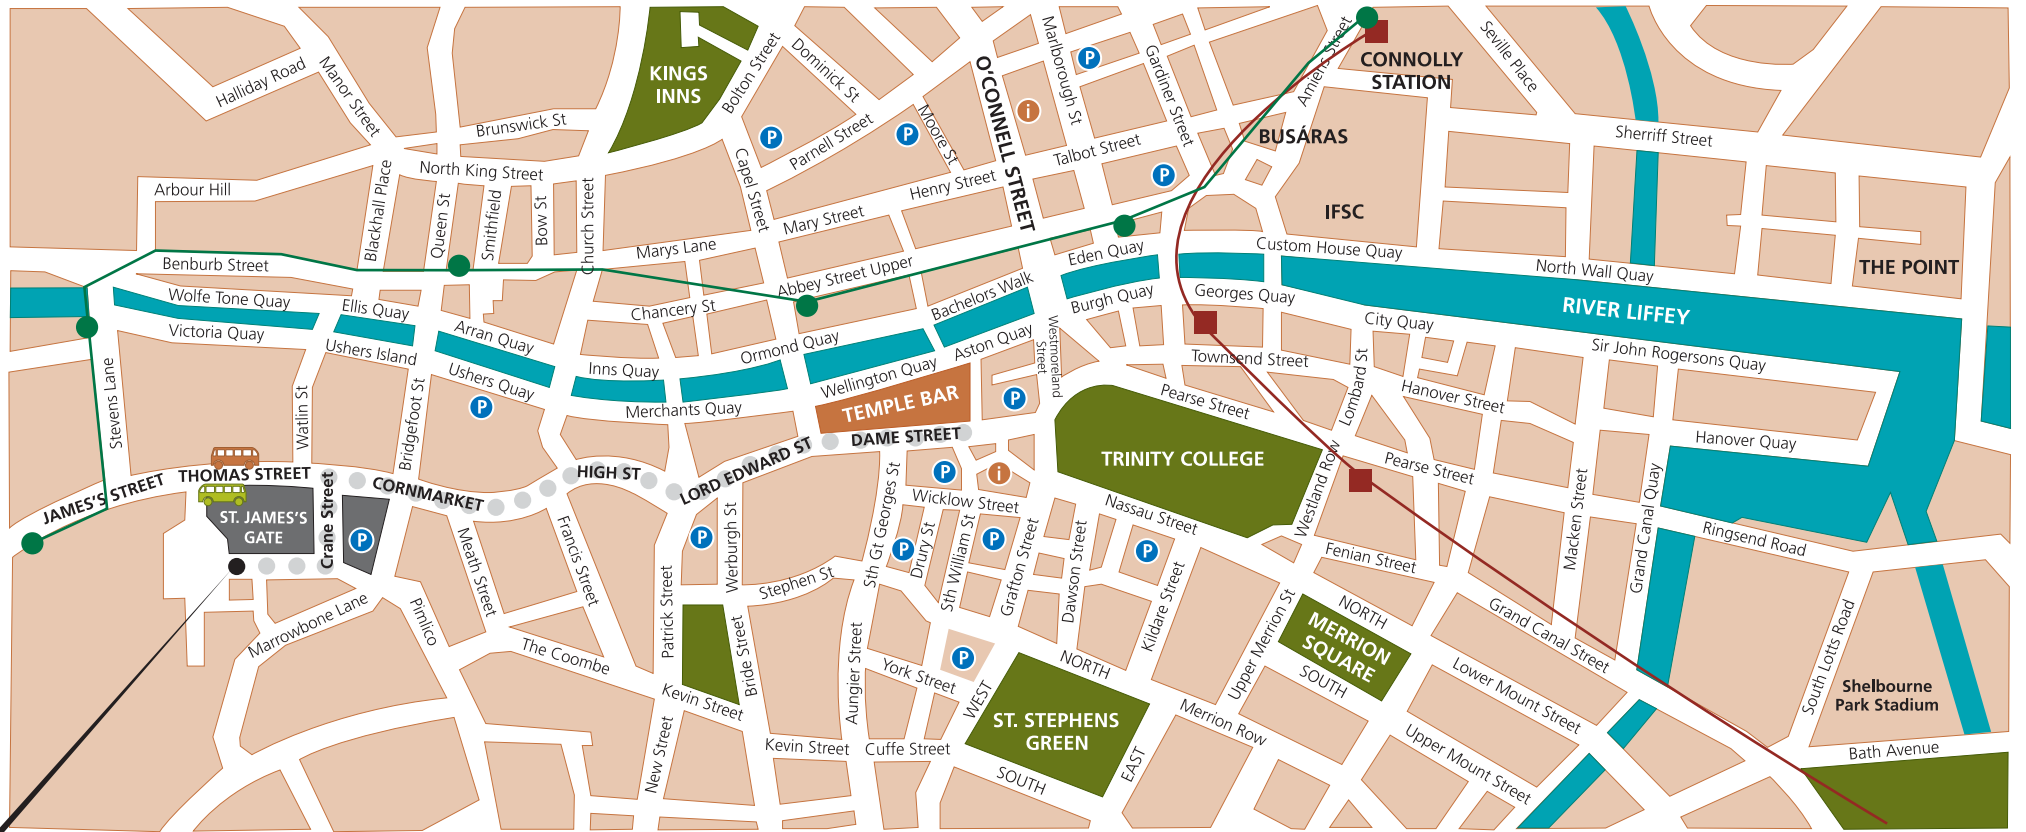 Halliday Road
Manor Street
Brunswick St
North King Street
Arbour Hill
Blackhall Place
Queen St
Smithfield
Bow St
Church Street
KINGS
INNS
Bolton Street
Dominick St
Parnell Street
Moore St
Capel Street
O'CONNELL STREET
Marlborough St
Gardiner Street
Talbot Street
Henry Street
Mary Street
Marys Lane
Amiens Street
CONNOLLY
STATION
Seville Place
Sherriff Street
BUSÁRAS
IFSC
Custom House Quay
North Wall Quay
THE POINT
RIVER LIFFEY
Benburb Street
Wolfe Tone Quay
Victoria Quay
Ellis Quay
Ushers Island
Arran Quay
Ushers Quay
Chancery St
Inns Quay
Merchants Quay
Abbey Street Upper
Ormond Quay
Bachelors Walk
Wellington Quay
Aston Quay
Eden Quay
Burgh Quay
Georges Quay
City Quay
Sir John Rogersons Quay
Townsend Street
Westmoreland
Street
Pearse Street
Lombard St
Hanover Street
Hanover Quay
TEMPLE BAR
DAME STREET
LORD EDWARD ST
HIGH ST
CORNMARKET
THOMAS STREET
JAMES'S STREET
Stevens Lane
Watlin St
Bridgefoot St
ST. JAMES'S
GATE
Crane Street
TRINITY COLLEGE
Westland Row
Pearse Street
Macken Street
Grand Canal Quay
Ringsend Road
Nassau Street
Wicklow Street
Sth Gt Georges St
Drury St
Sth William St
Grafton Street
Dawson Street
Kildare Street
Fenian Street
Meath Street
Francis Street
Patrick Street
Werburgh St
Stephen St
Bride Street
Marrowbone Lane
Pimlico
The Coombe
Kevin Street
New Street
Kevin Street
Cuffe Street
Aungier Street
York Street
WEST
NORTH
EAST
SOUTH
ST. STEPHENS
GREEN
Upper Merrion St
Merrion Row
MERRION
SQUARE
NORTH
SOUTH
Grand Canal Street
Lower Mount Street
Upper Mount Street
South Lotts Road
Shelbourne
Park Stadium
Bath Avenue
P
P
P
P
P
P
P
P
P
P
P
P
P
P
i
i